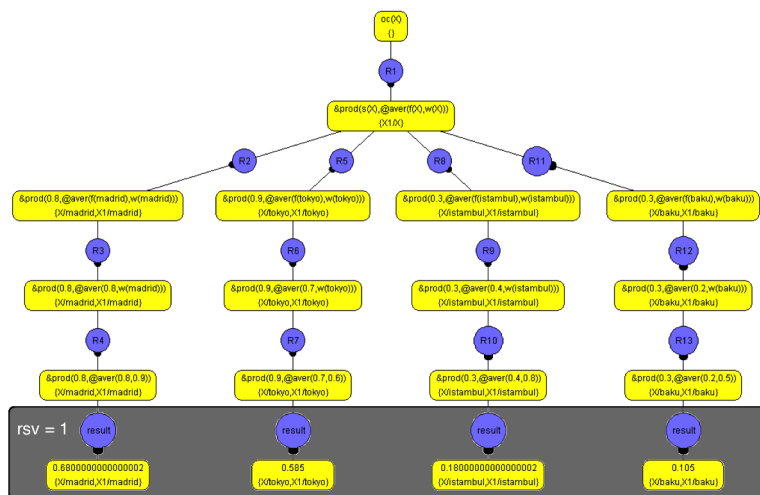 oc(X)
{}
R1
&prod(s(X),@aver(f(X),w(X)))
{X1/X}
R2
R5
R8
R11
&prod(0.8,@aver(f(madrid),w(madrid)))
{X/madrid,X1/madrid}
&prod(0.9,@aver(f(tokyo),w(tokyo)))
{X/tokyo,X1/tokyo}
&prod(0.3,@aver(f(istambul),w(istambul)))
{X/istambul,X1/istambul}
&prod(0.3,@aver(f(baku),w(baku)))
{X/baku,X1/baku}
R3
R6
R9
R12
&prod(0.8,@aver(0.8,w(madrid)))
{X/madrid,X1/madrid}
&prod(0.9,@aver(0.7,w(tokyo)))
{X/tokyo,X1/tokyo}
&prod(0.3,@aver(0.4,w(istambul)))
{X/istambul,X1/istambul}
&prod(0.3,@aver(0.2,w(baku)))
{X/baku,X1/baku}
R4
R7
R10
R13
&prod(0.8,@aver(0.8,0.9))
{X/madrid,X1/madrid}
&prod(0.9,@aver(0.7,0.6))
{X/tokyo,X1/tokyo}
&prod(0.3,@aver(0.4,0.8))
{X/istambul,X1/istambul}
&prod(0.3,@aver(0.2,0.5))
{X/baku,X1/baku}
rsv = 1
result
result
result
result
0.6800000000000002
{X/madrid,X1/madrid}
0.585
{X/tokyo,X1/tokyo}
0.18000000000000002
{X/istambul,X1/istambul}
0.105
{X/baku,X1/baku}